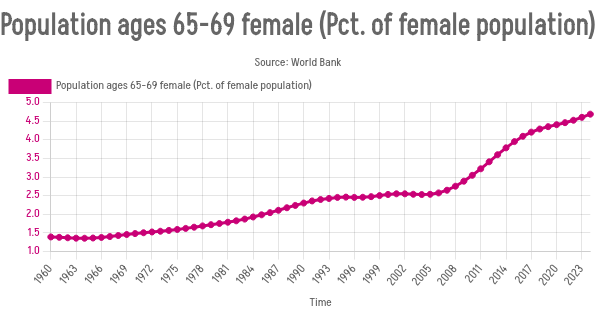 Population ages 65-69 female (Pct. of female population)
Source: World Bank
Population ages 65-69 female (Pct. of female population)
5.0
4.5
4.0
3.5
3.0
2.5
2.0
1.5
1.0
1960 1963 1966 1969 1972 1975 1978 1981 1984 1987 1990 1993 1996 1999 2002 2005 2008 2011 2014 2017 2020 2023
Time